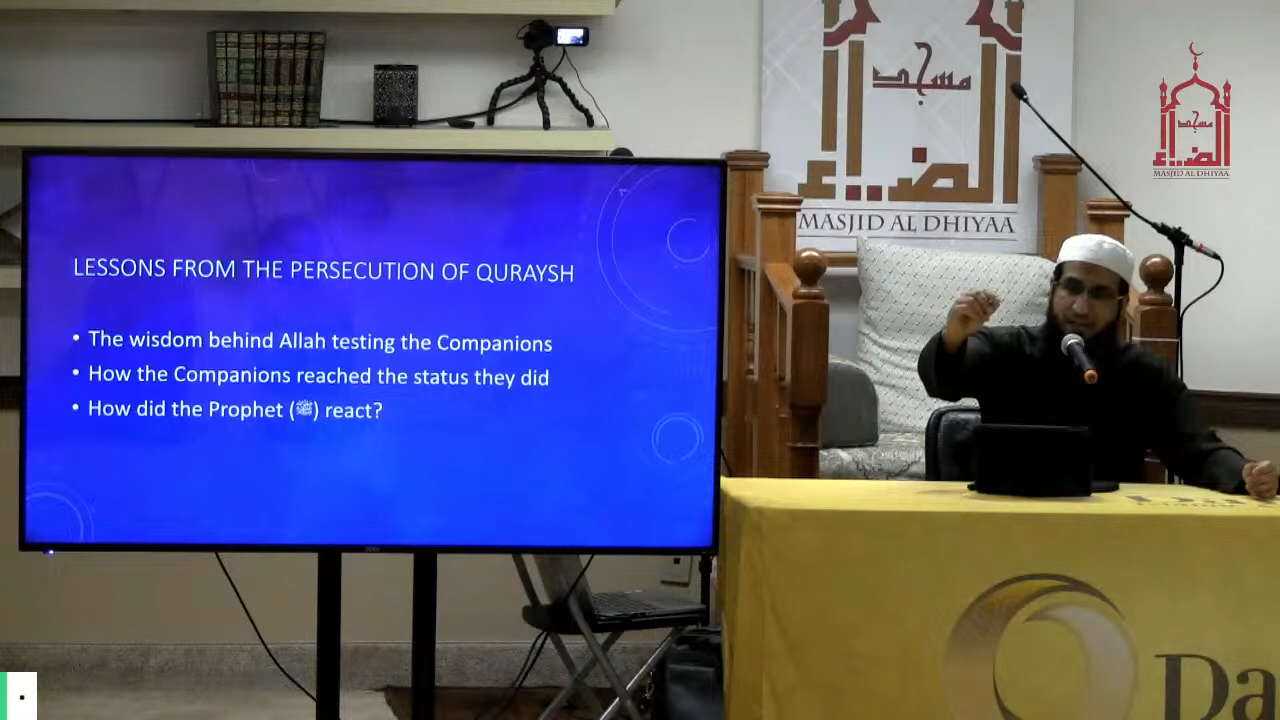 LESSONS FROM THE PERSECUTION OF QURAYSH
• The wisdom behind Allah testing the Companions
• How the Companions reached the status they did
• How did the Prophet (ﷺ) react?
مسجد
الضياء
MASJID AL DHIYAA
مسجد
الضياء
MASJID AL DHIYAA
Da